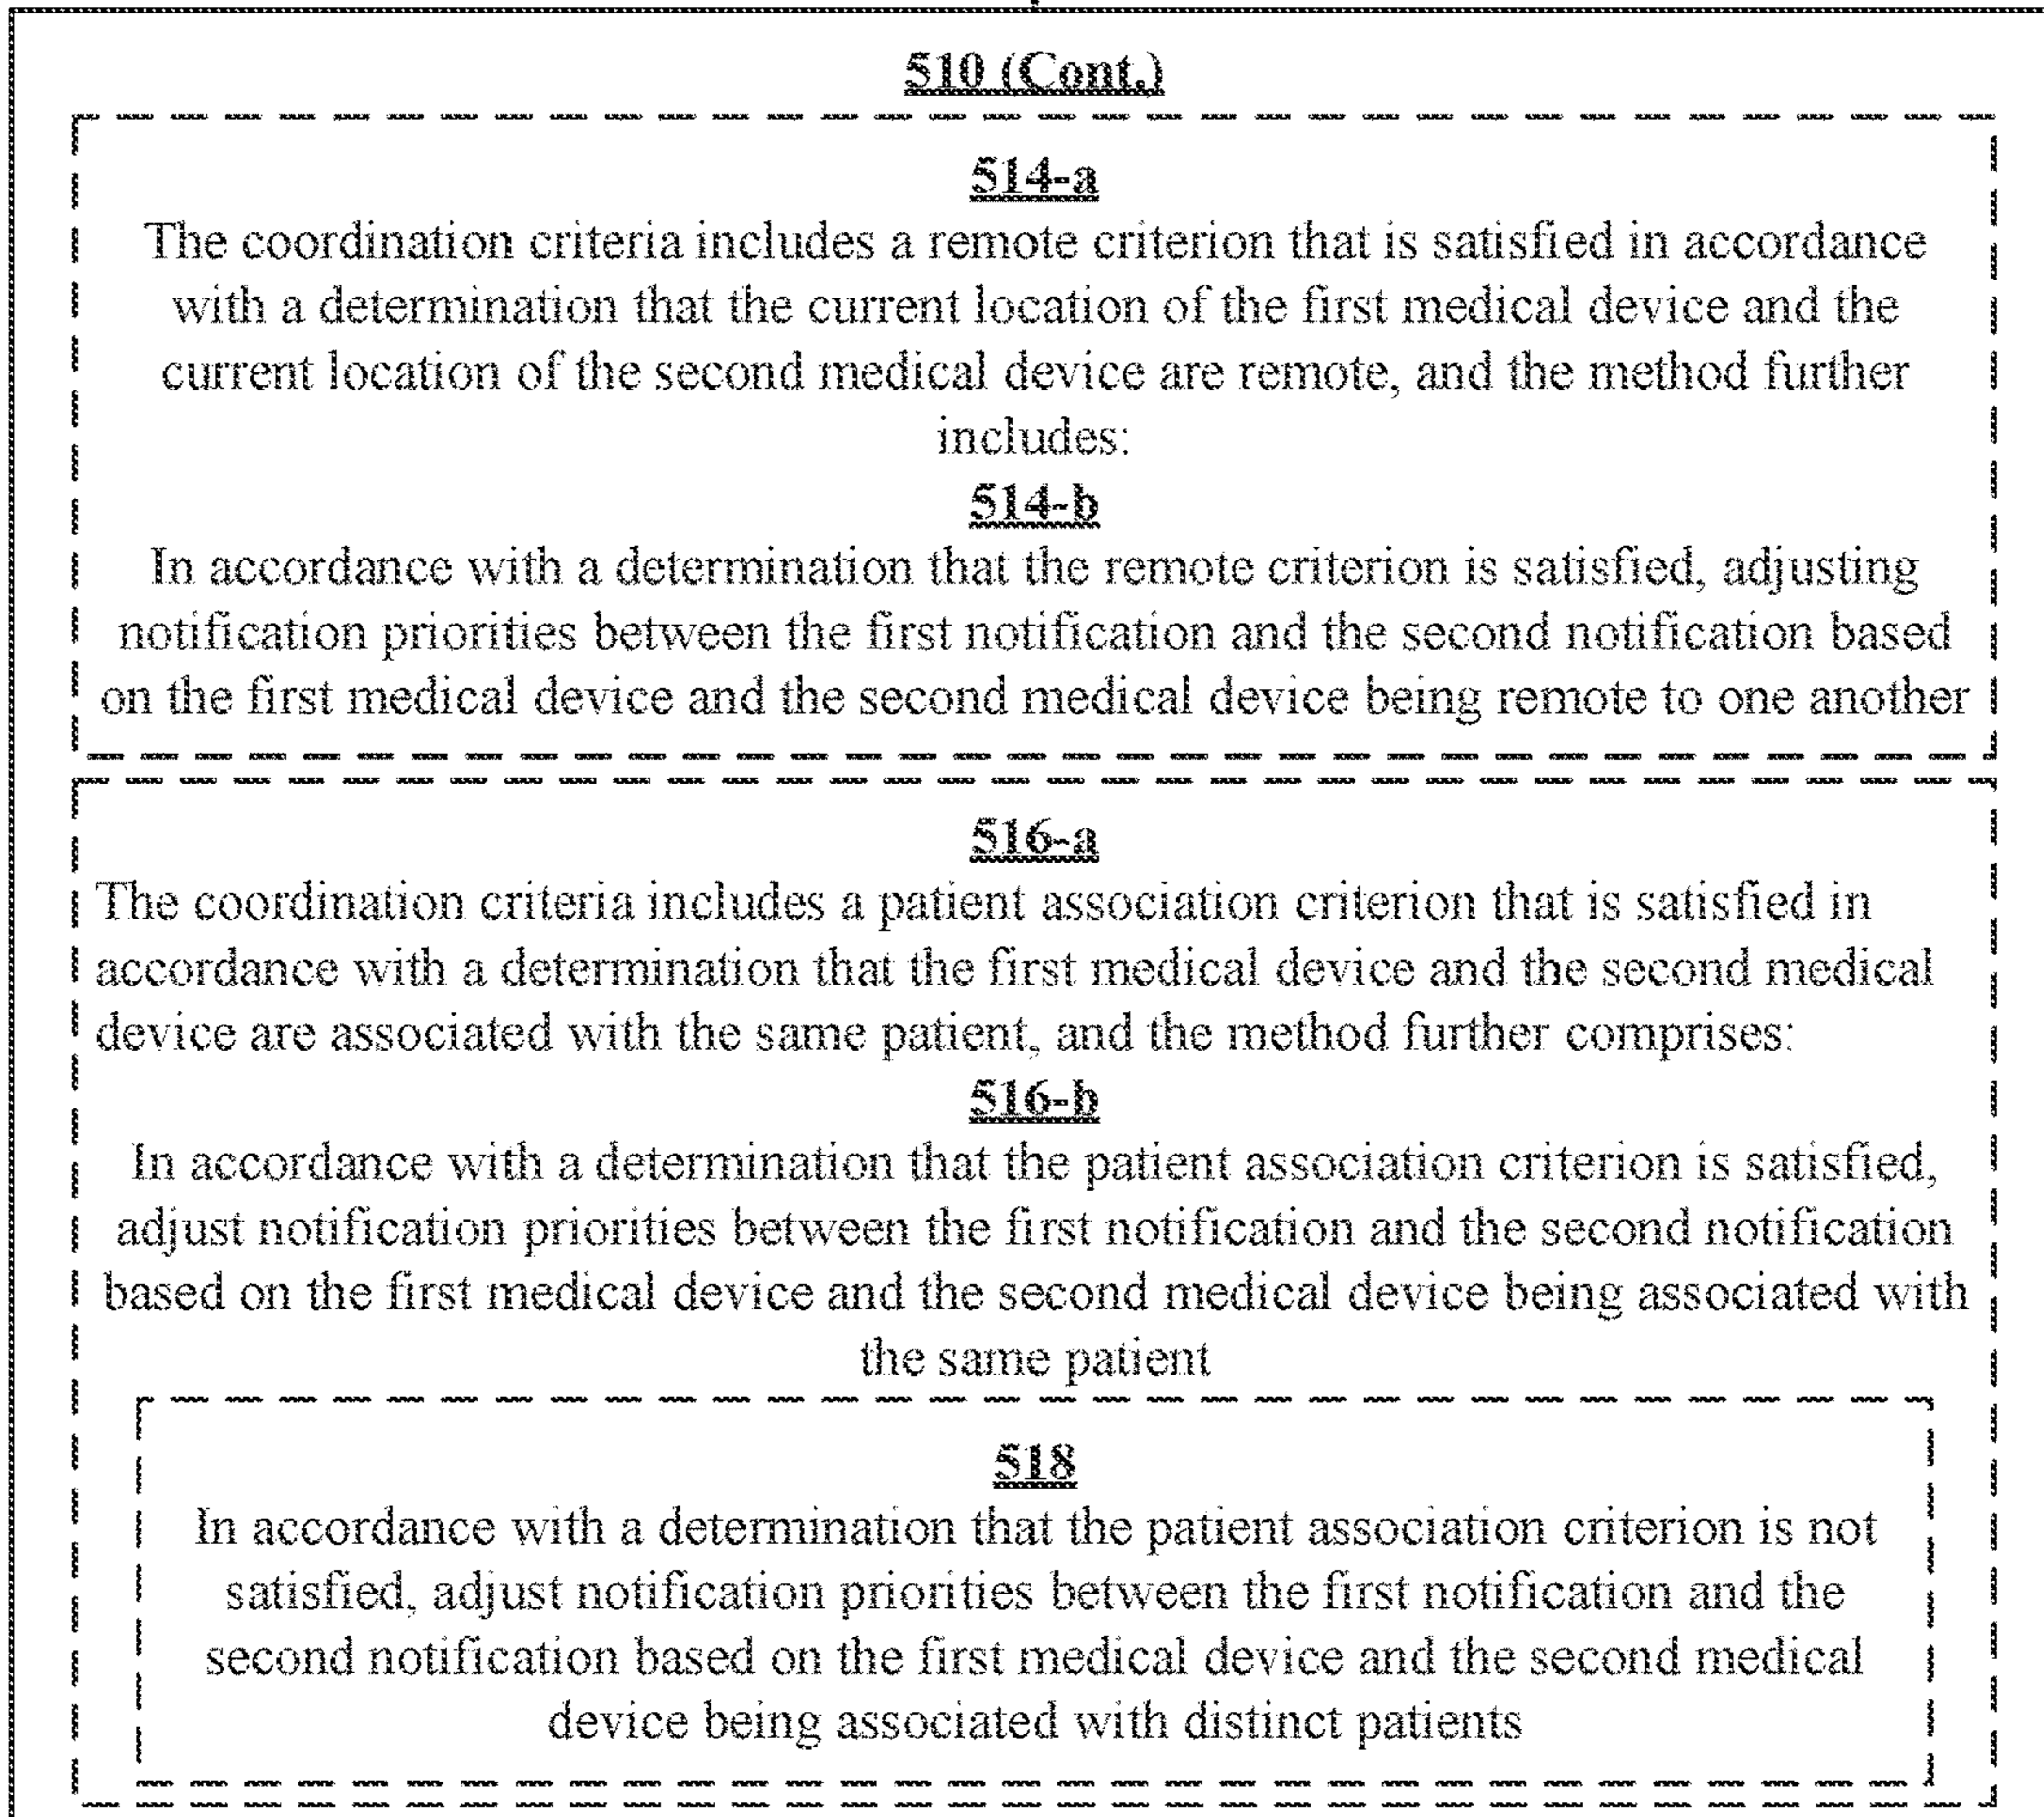 510 (Cont.)
514-a
The coordination criteria includes a remote criterion that is satisfied in accordance
with a determination that the current location of the first medical device and the
current location of the second medical device are remote, and the method further
includes:
514-b
In accordance with a determination that the remote criterion is satisfied, adjusting
notification priorities between the first notification and the second notification based
on the first medical device and the second medical device being remote to one another
516-a
The coordination criteria includes a patient association criterion that is satisfied in
accordance with a determination that the first medical device and the second medical
device are associated with the same patient, and the method further comprises:
516-b
In accordance with a determination that the patient association criterion is satisfied,
adjust notification priorities between the first notification and the second notification
based on the first medical device and the second medical device being associated with
the same patient
518
In accordance with a determination that the patient association criterion is not
satisfied, adjust notification priorities between the first notification and the
second notification based on the first medical device and the second medical
device being associated with distinct patients